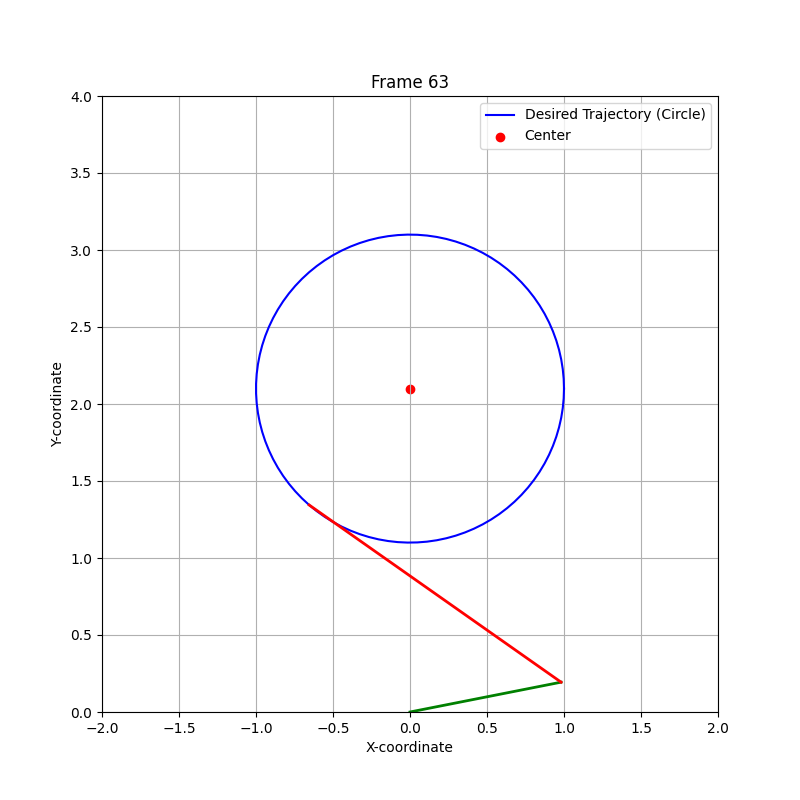 Frame 63
Desired Trajectory (Circle)
Center
4.0
3.5
3.0
2.5
2.0
1.5
1.0
0.5
0.0
Y-coordinate
−2.0 −1.5 −1.0 −0.5 0.0 0.5 1.0 1.5 2.0
X-coordinate